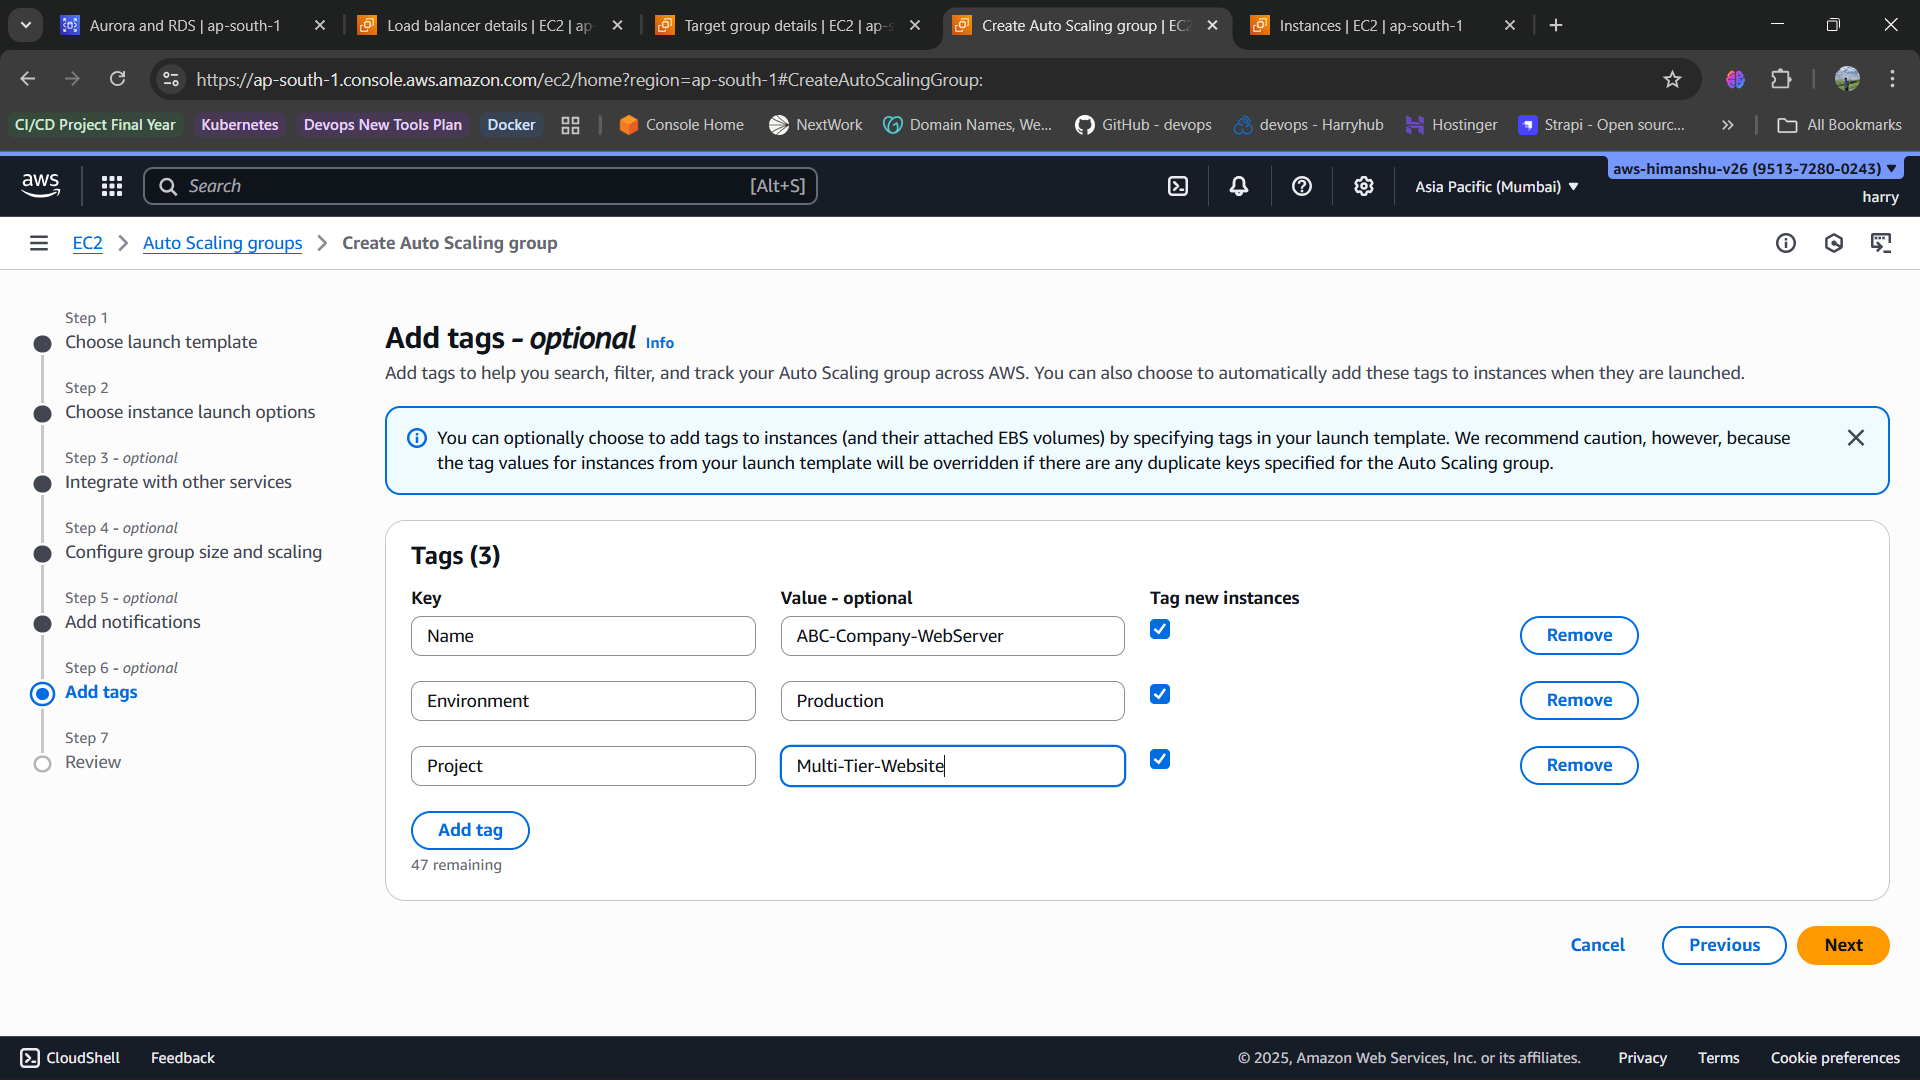 Aurora and RDS | ap-south-1
Load balancer details | EC2 | ap-
Target group details | EC2 | ap-s
Create Auto Scaling group | EC2
Instances | EC2 | ap-south-1
https://ap-south-1.console.aws.amazon.com/ec2/home?region=ap-south-1#CreateAutoScalingGroup:
CI/CD Project Final Year
Kubernetes
Devops New Tools Plan
Docker
Console Home
NextWork
Domain Names, We...
GitHub - devops
devops - Harryhub
Hostinger
Strapi - Open sourc...
All Bookmarks
aws
Search
[Alt+S]
Asia Pacific (Mumbai)
aws-himanshu-v26 (9513-7280-0243)
harry
EC2
Auto Scaling groups
Create Auto Scaling group
Step 1
Choose launch template
Step 2
Choose instance launch options
Step 3 - optional
Integrate with other services
Step 4 - optional
Configure group size and scaling
Step 5 - optional
Add notifications
Step 6 - optional
Add tags
Step 7
Review
Add tags - optional Info
Add tags to help you search, filter, and track your Auto Scaling group across AWS. You can also choose to automatically add these tags to instances when they are launched.
You can optionally choose to add tags to instances (and their attached EBS volumes) by specifying tags in your launch template. We recommend caution, however, because
the tag values for instances from your launch template will be overridden if there are any duplicate keys specified for the Auto Scaling group.
Tags (3)
Key
Value - optional
Tag new instances
Name
ABC-Company-WebServer
Remove
Environment
Production
Remove
Project
Multi-Tier-Website
Remove
Add tag
47 remaining
Cancel
Previous
Next
CloudShell
Feedback
© 2025, Amazon Web Services, Inc. or its affiliates.
Privacy
Terms
Cookie preferences